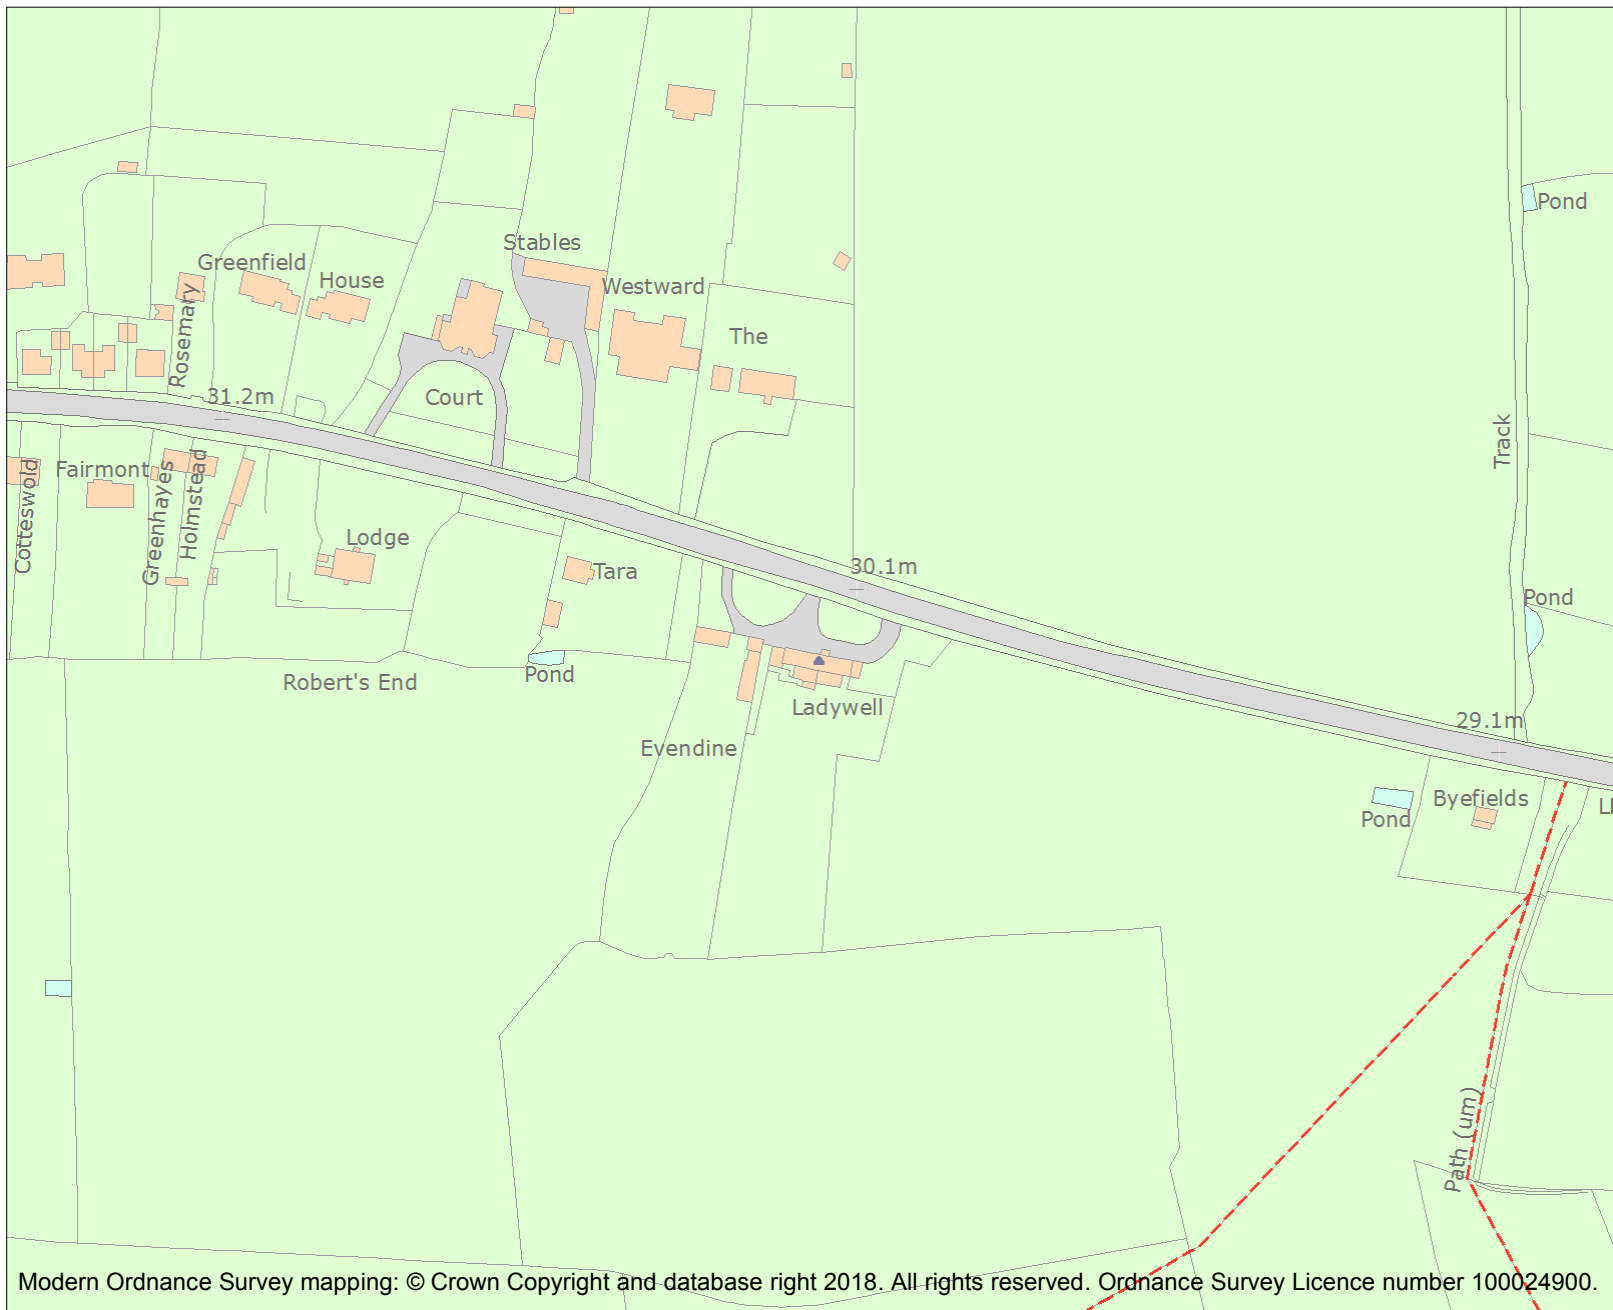 Pond
Stables
Greenfield
House
Westward
Rosemary
The
31.2m
Court
Track
Fairmont
Cotteswold
Greenhayes
Holmstead
Lodge
Tara
30.1m
Pond
Robert's End
Pond
Ladywell
29.1m
Evendine
Byefields
Pond
Path (um)
Modern Ordnance Survey mapping: © Crown Copyright and database right 2018. All rights reserved. Ordnance Survey Licence number 100024900.